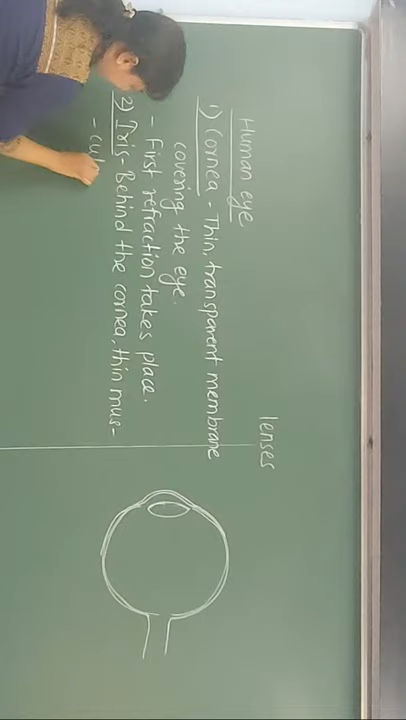 lenses
Human eye
1) Cornea - Thin, transparent membrane
covering the eye.
- First refraction takes place.
2) Iris - Behind the cornea, thin mus-
- cul